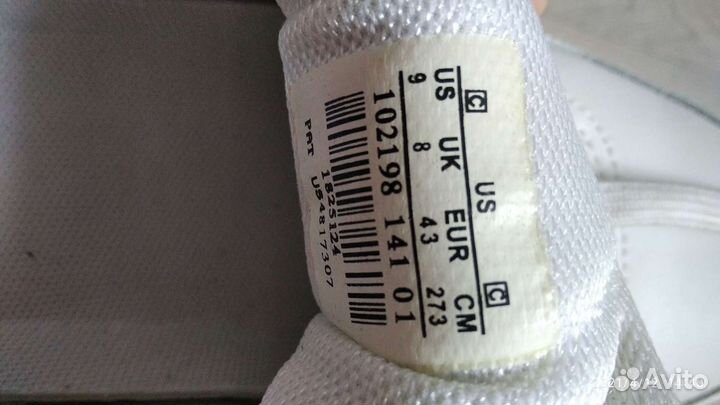 C US C
US UK EUR CM
9 8 43 273
102198 141 01
1825124
PAT US4817307
Avito